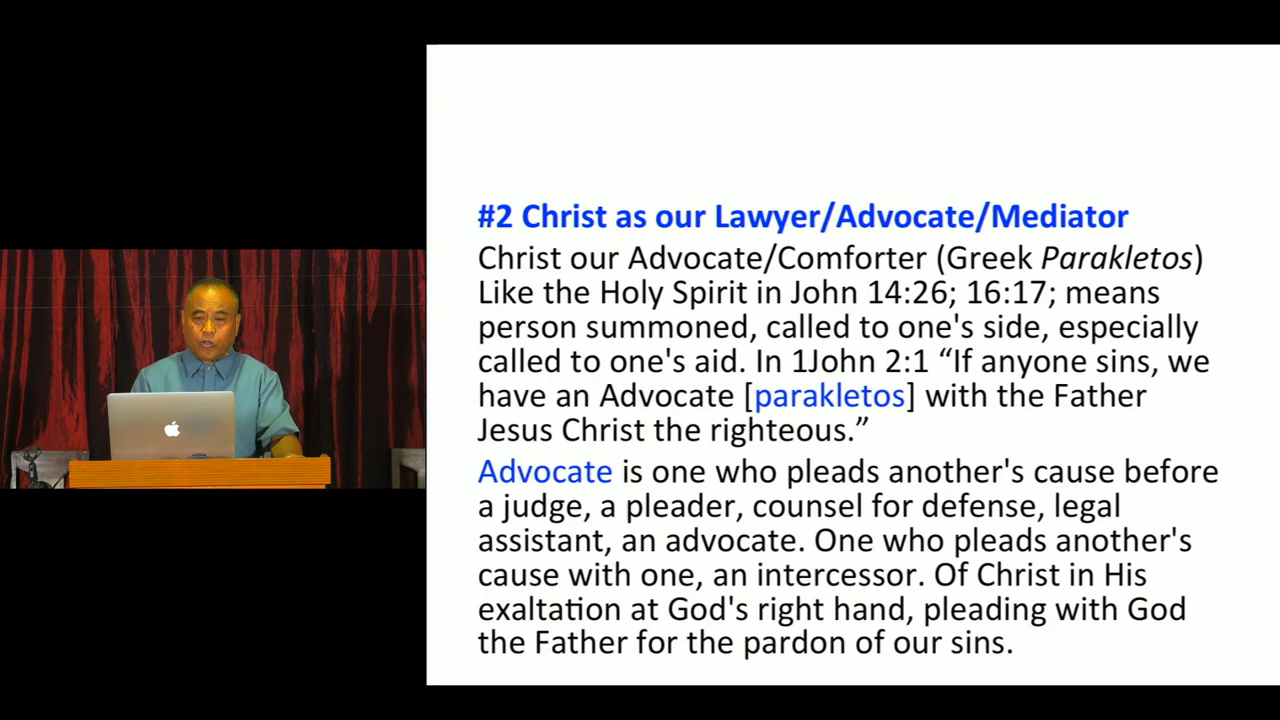 #2 Christ as our Lawyer/Advocate/Mediator
Christ our Advocate/Comforter (Greek Parakletos)
Like the Holy Spirit in John 14:26; 16:17; means
person summoned, called to one's side, especially
called to one's aid. In 1John 2:1 “If anyone sins, we
have an Advocate [parakletos] with the Father
Jesus Christ the righteous.”
Advocate is one who pleads another's cause before
a judge, a pleader, counsel for defense, legal
assistant, an advocate. One who pleads another's
cause with one, an intercessor. Of Christ in His
exaltation at God's right hand, pleading with God
the Father for the pardon of our sins.